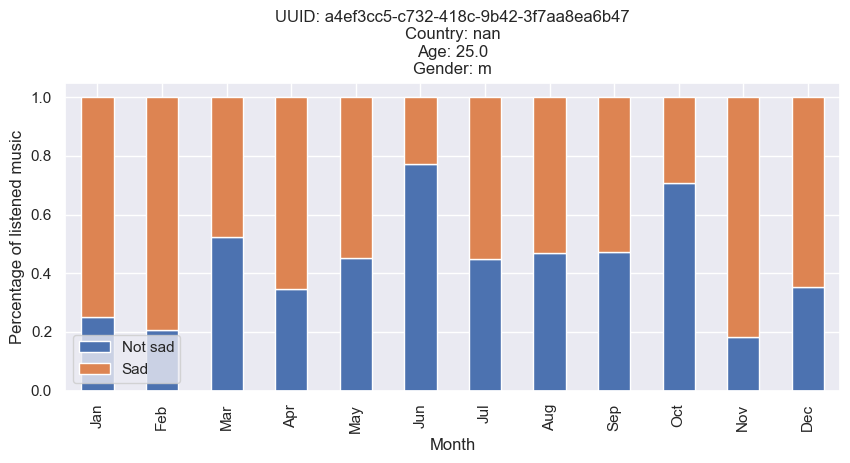 UUID: a4ef3cc5-c732-418c-9b42-3f7aa8ea6b47
Country: nan
Age: 25.0
Gender: m
Percentage of listened music
1.0
0.8
0.6
0.4
0.2
0.0
Not sad
Sad
Jan Feb Mar Apr May Jun Jul Aug Sep Oct Nov Dec
Month